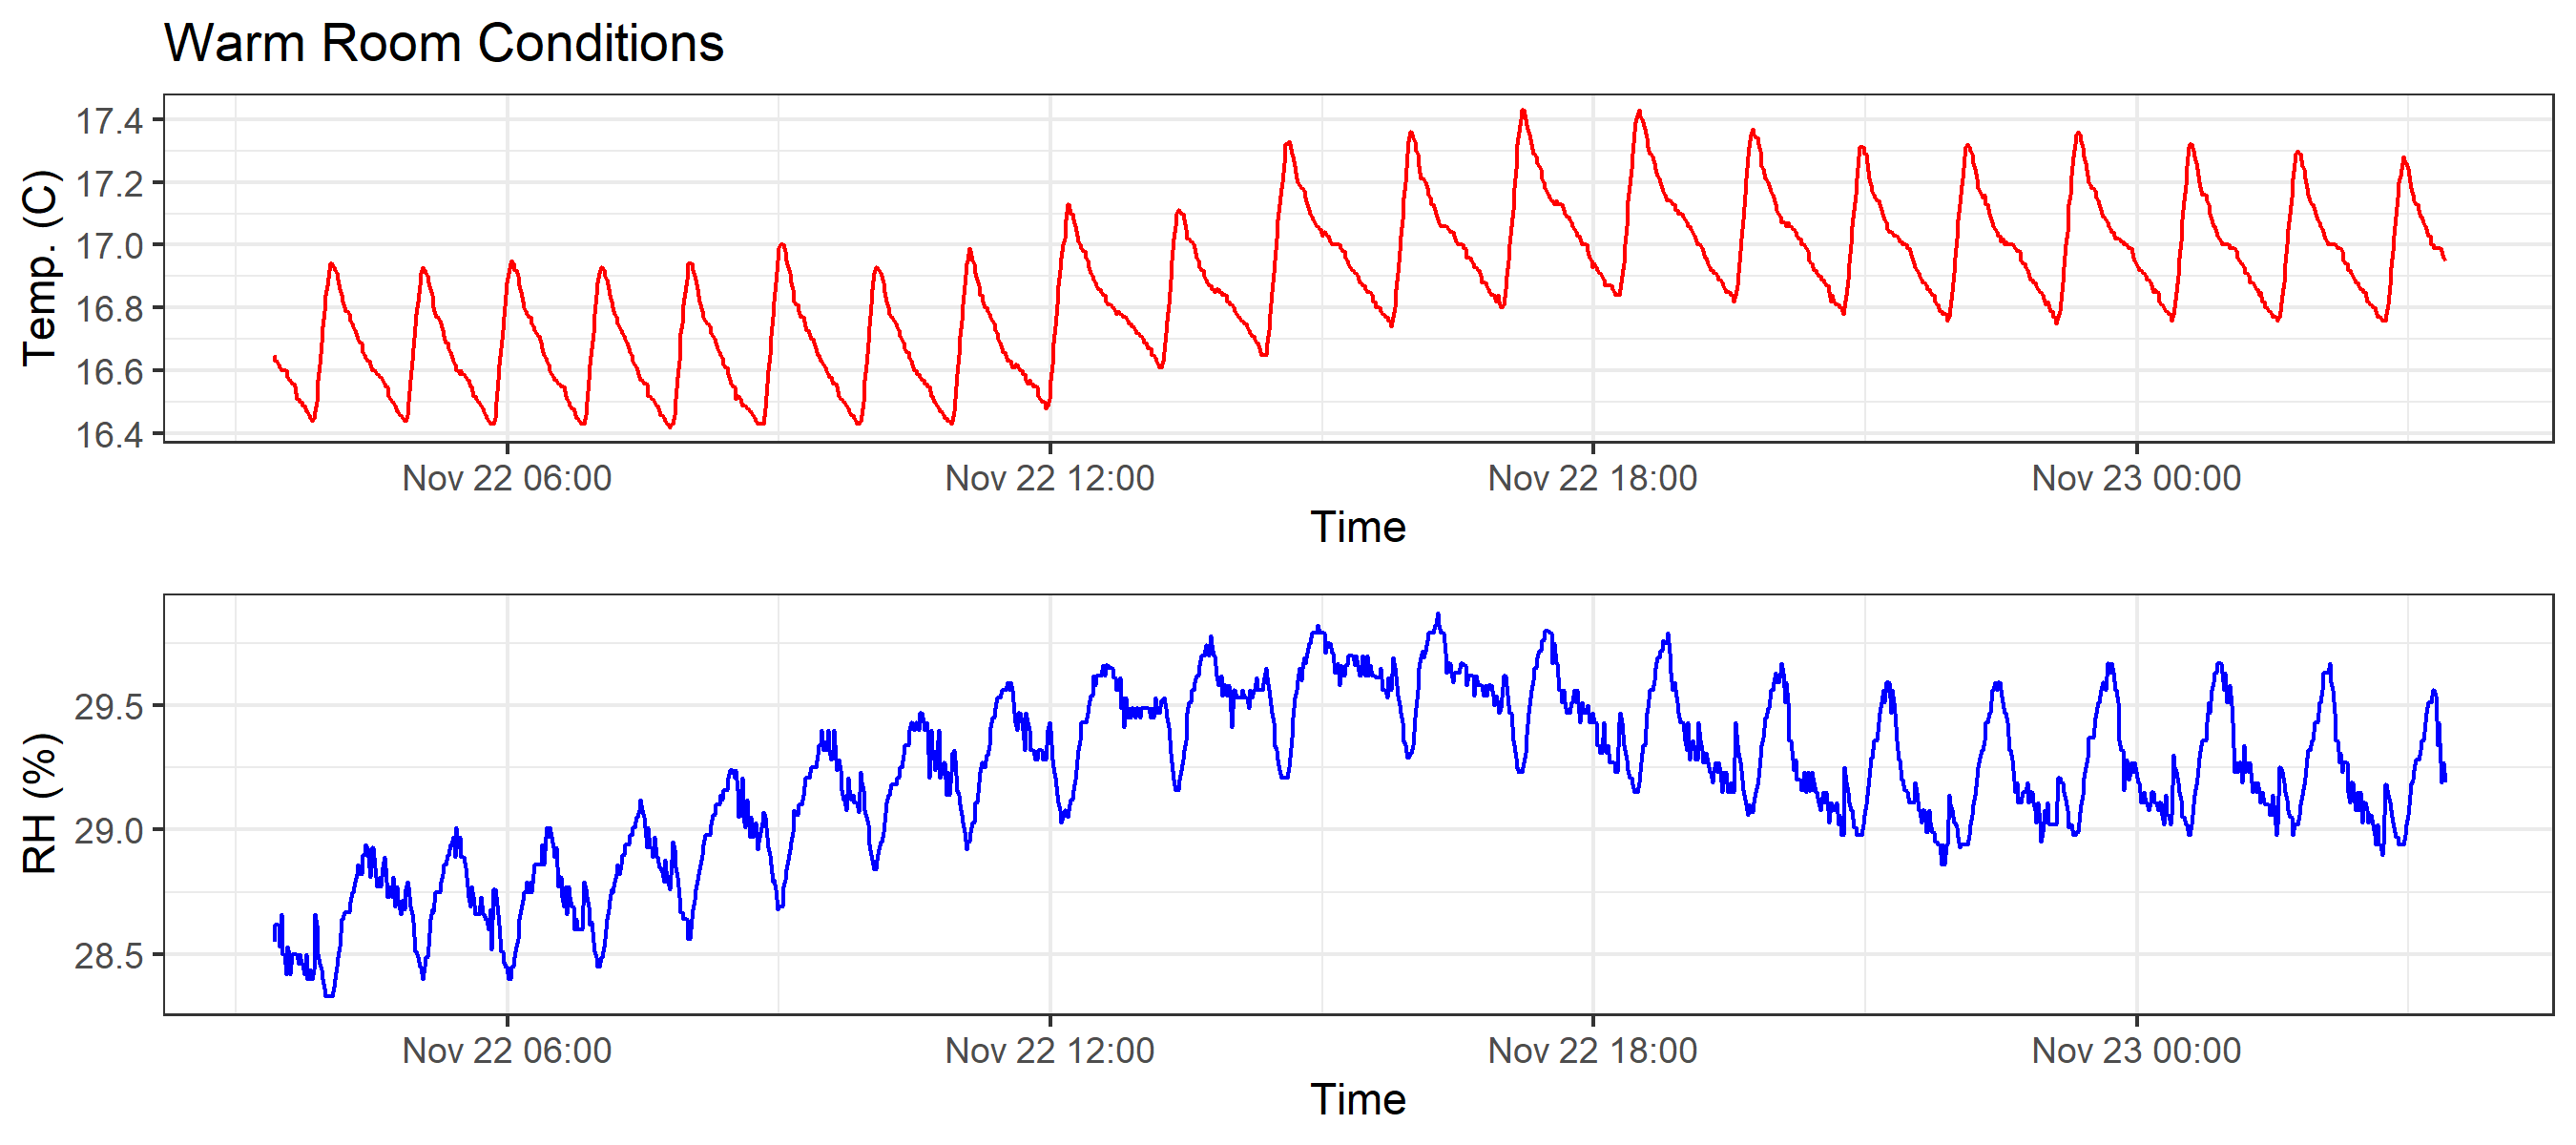 Warm Room Conditions
17.4
17.2
17.0
16.8
16.6
16.4
Temp. (C)
Nov 22 06:00 Nov 22 12:00 Nov 22 18:00 Nov 23 00:00
Time
29.5
29.0
28.5
RH (%)
Nov 22 06:00 Nov 22 12:00 Nov 22 18:00 Nov 23 00:00
Time